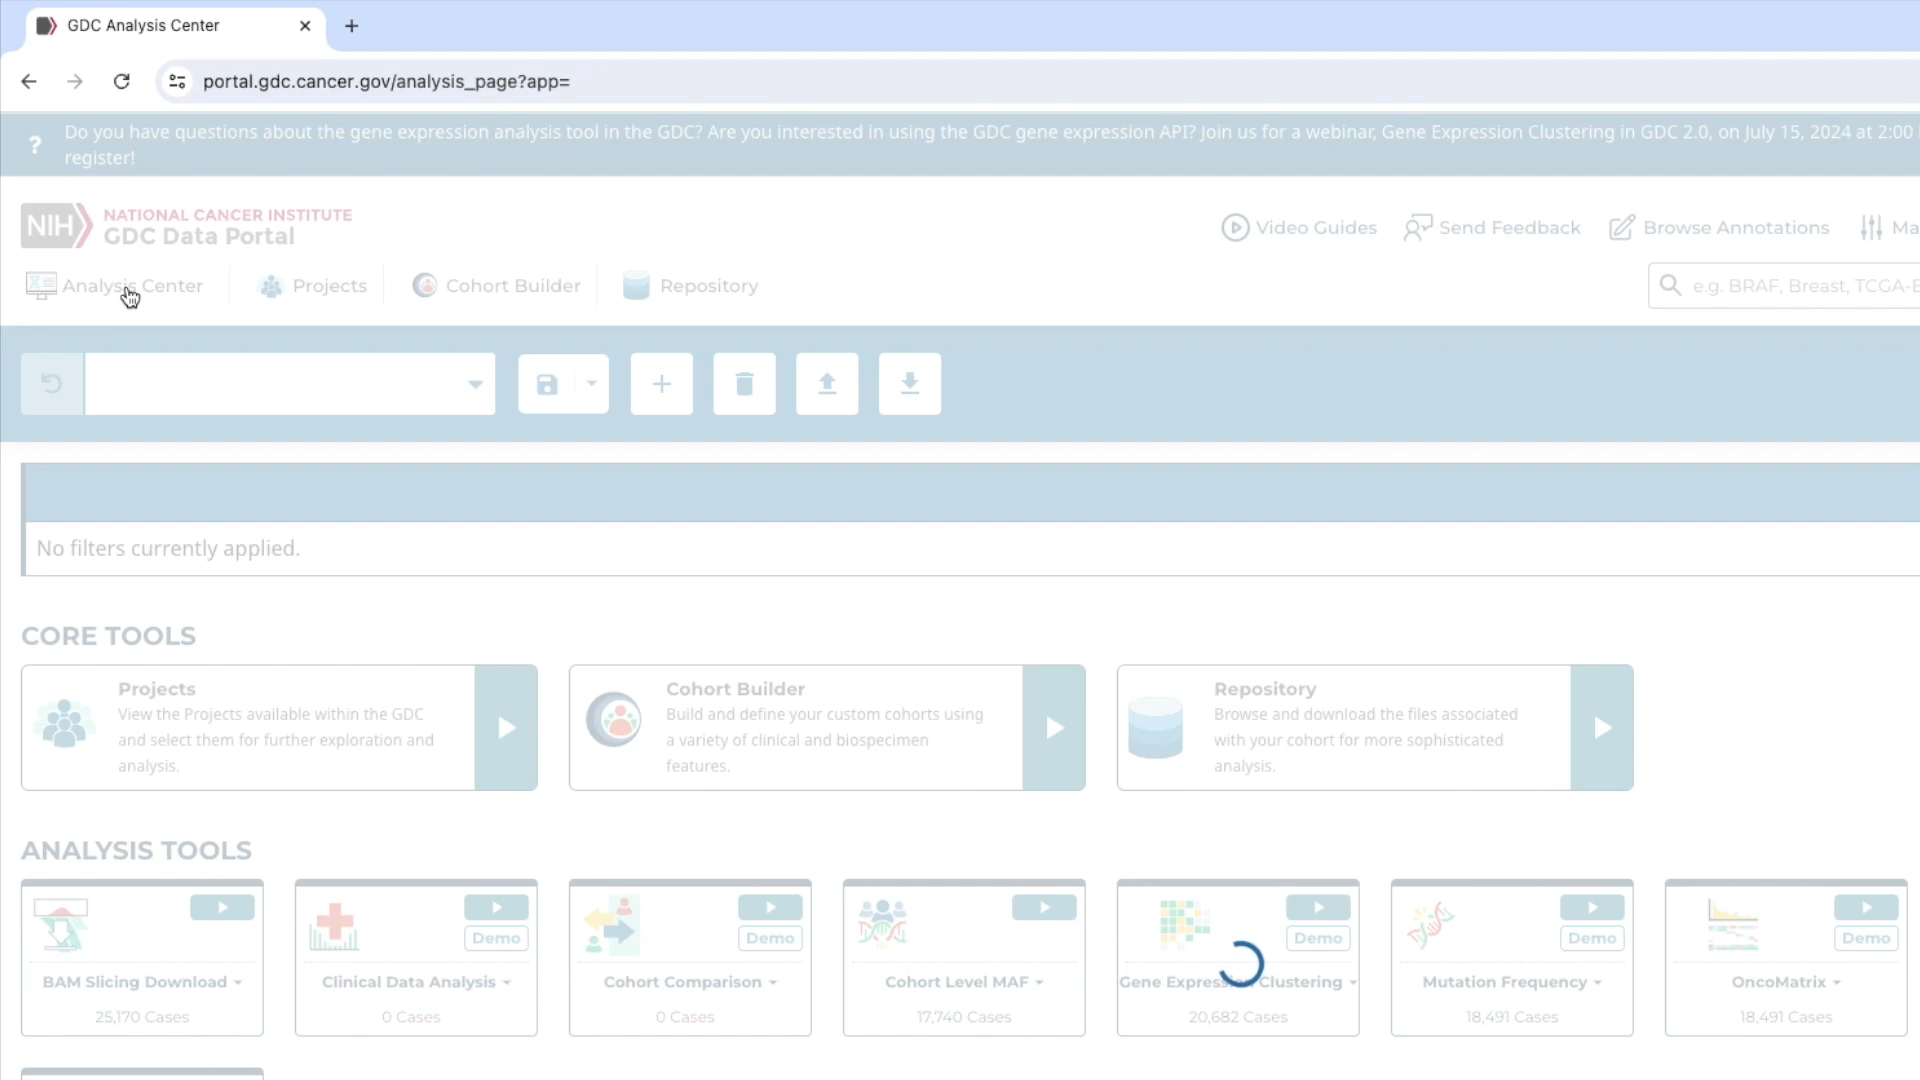 GDC Analysis Center
portal.gdc.cancer.gov/analysis_page?app=
Do you have questions about the gene expression analysis tool in the GDC? Are you interested in using the GDC gene expression API? Join us for a webinar, Gene Expression Clustering in GDC 2.0, on July 15, 2024 at 2:00
register!
NIH
NATIONAL CANCER INSTITUTE
GDC Data Portal
Video Guides
Send Feedback
Browse Annotations
Ma
Analysis Center
Projects
Cohort Builder
Repository
e.g. BRAF, Breast, TCGA-B
No filters currently applied.
CORE TOOLS
Projects
View the Projects available within the GDC
and select them for further exploration and
analysis.
Cohort Builder
Build and define your custom cohorts using
a variety of clinical and biospecimen
features.
Repository
Browse and download the files associated
with your cohort for more sophisticated
analysis.
ANALYSIS TOOLS
BAM Slicing Download
25,170 Cases
Demo
Clinical Data Analysis
0 Cases
Demo
Cohort Comparison
0 Cases
Cohort Level MAF
17,740 Cases
Demo
Gene Expression Clustering
20,682 Cases
Demo
Mutation Frequency
18,491 Cases
Demo
OncoMatrix
18,491 Cases